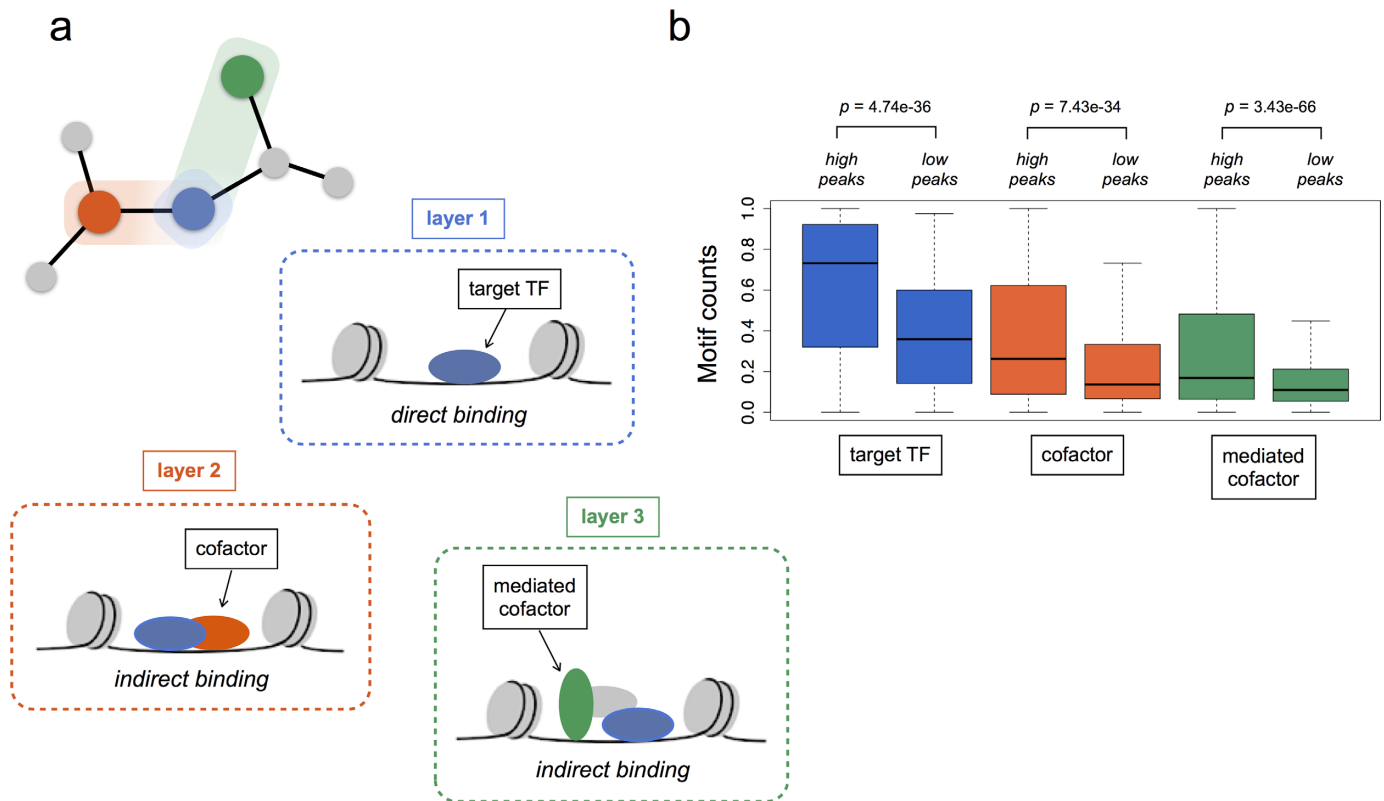 a
layer 1
target TF
direct binding
layer 2
cofactor
indirect binding
layer 3
mediated
cofactor
indirect binding
b
p = 4.74e-36
p = 7.43e-34
p = 3.43e-66
high
peaks
low
peaks
high
peaks
low
peaks
high
peaks
low
peaks
Motif counts
1.0
0.8
0.6
0.4
0.2
0.0
target TF
cofactor
mediated
cofactor